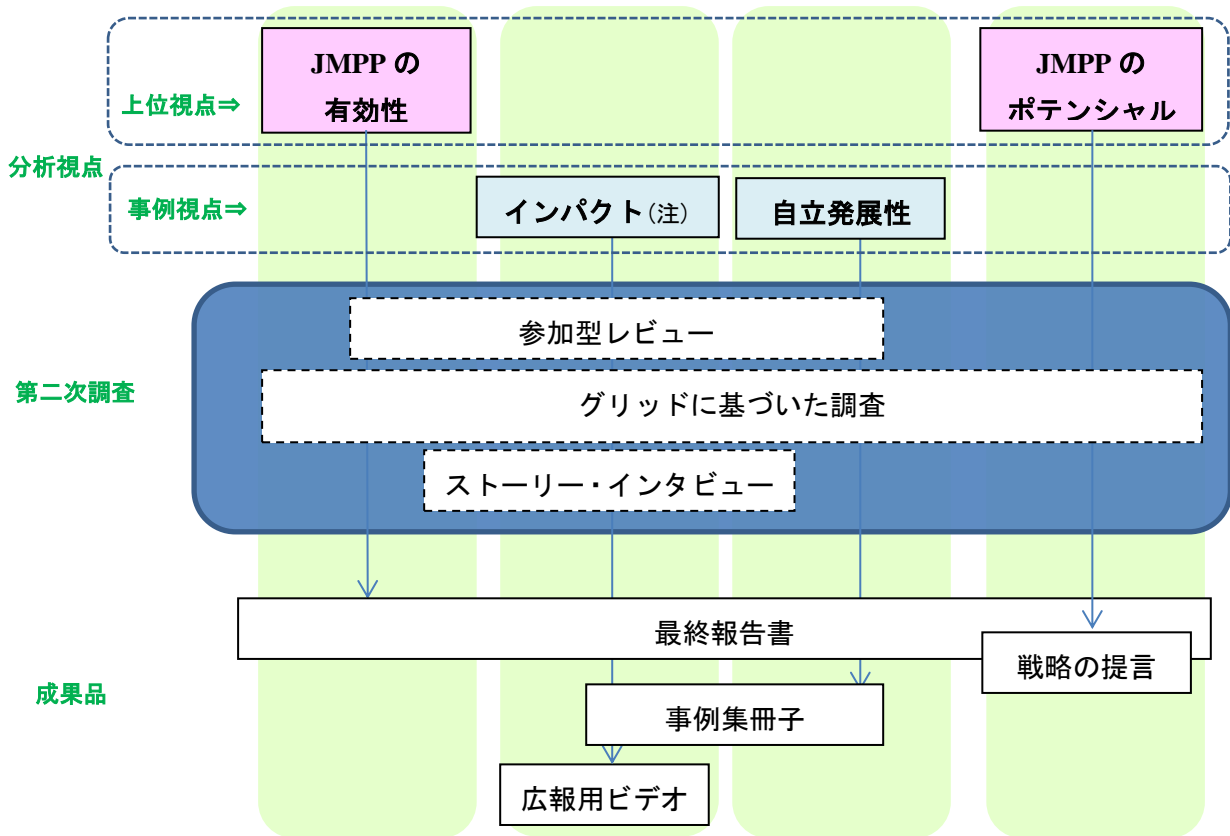 JMPP の
有効性
JMPP の
ポテンシャル
上位視点⇒
分析視点
事例視点⇒
インパクト(注)
自立発展性
参加型レビュー
第二次調査
グリッドに基づいた調査
ストーリー・インタビュー
最終報告書
戦略の提言
成果品
事例集冊子
広報用ビデオ